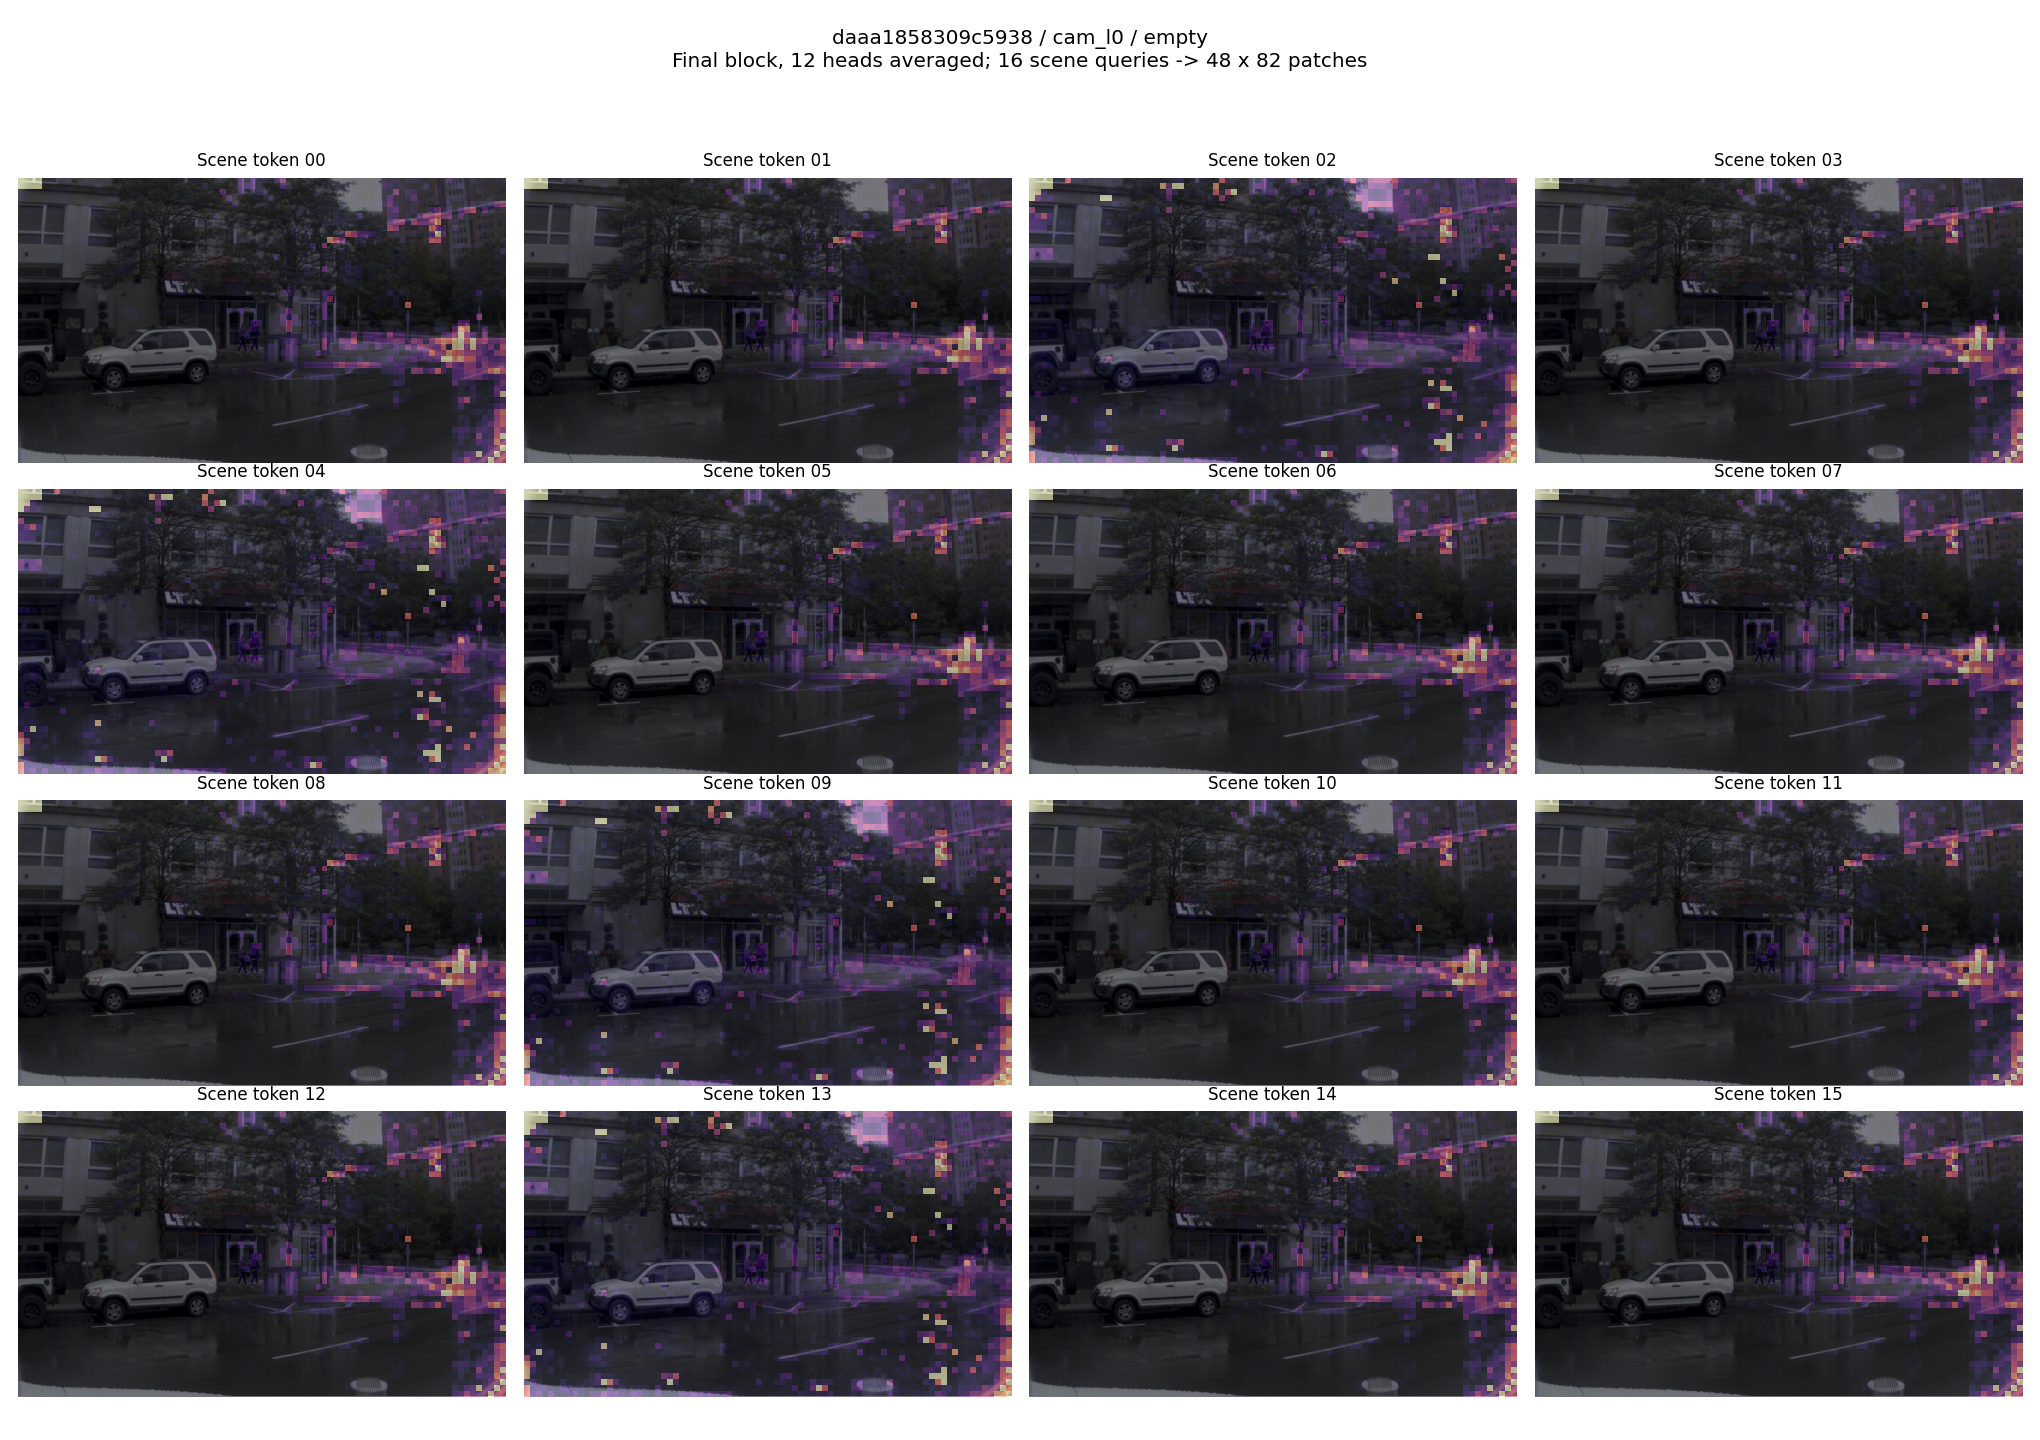 daaa1858309c5938 / cam_l0 / empty
Final block, 12 heads averaged; 16 scene queries -> 48 x 82 patches
Scene token 00
Scene token 01
Scene token 02
Scene token 03
Scene token 04
Scene token 05
Scene token 06
Scene token 07
Scene token 08
Scene token 09
Scene token 10
Scene token 11
Scene token 12
Scene token 13
Scene token 14
Scene token 15